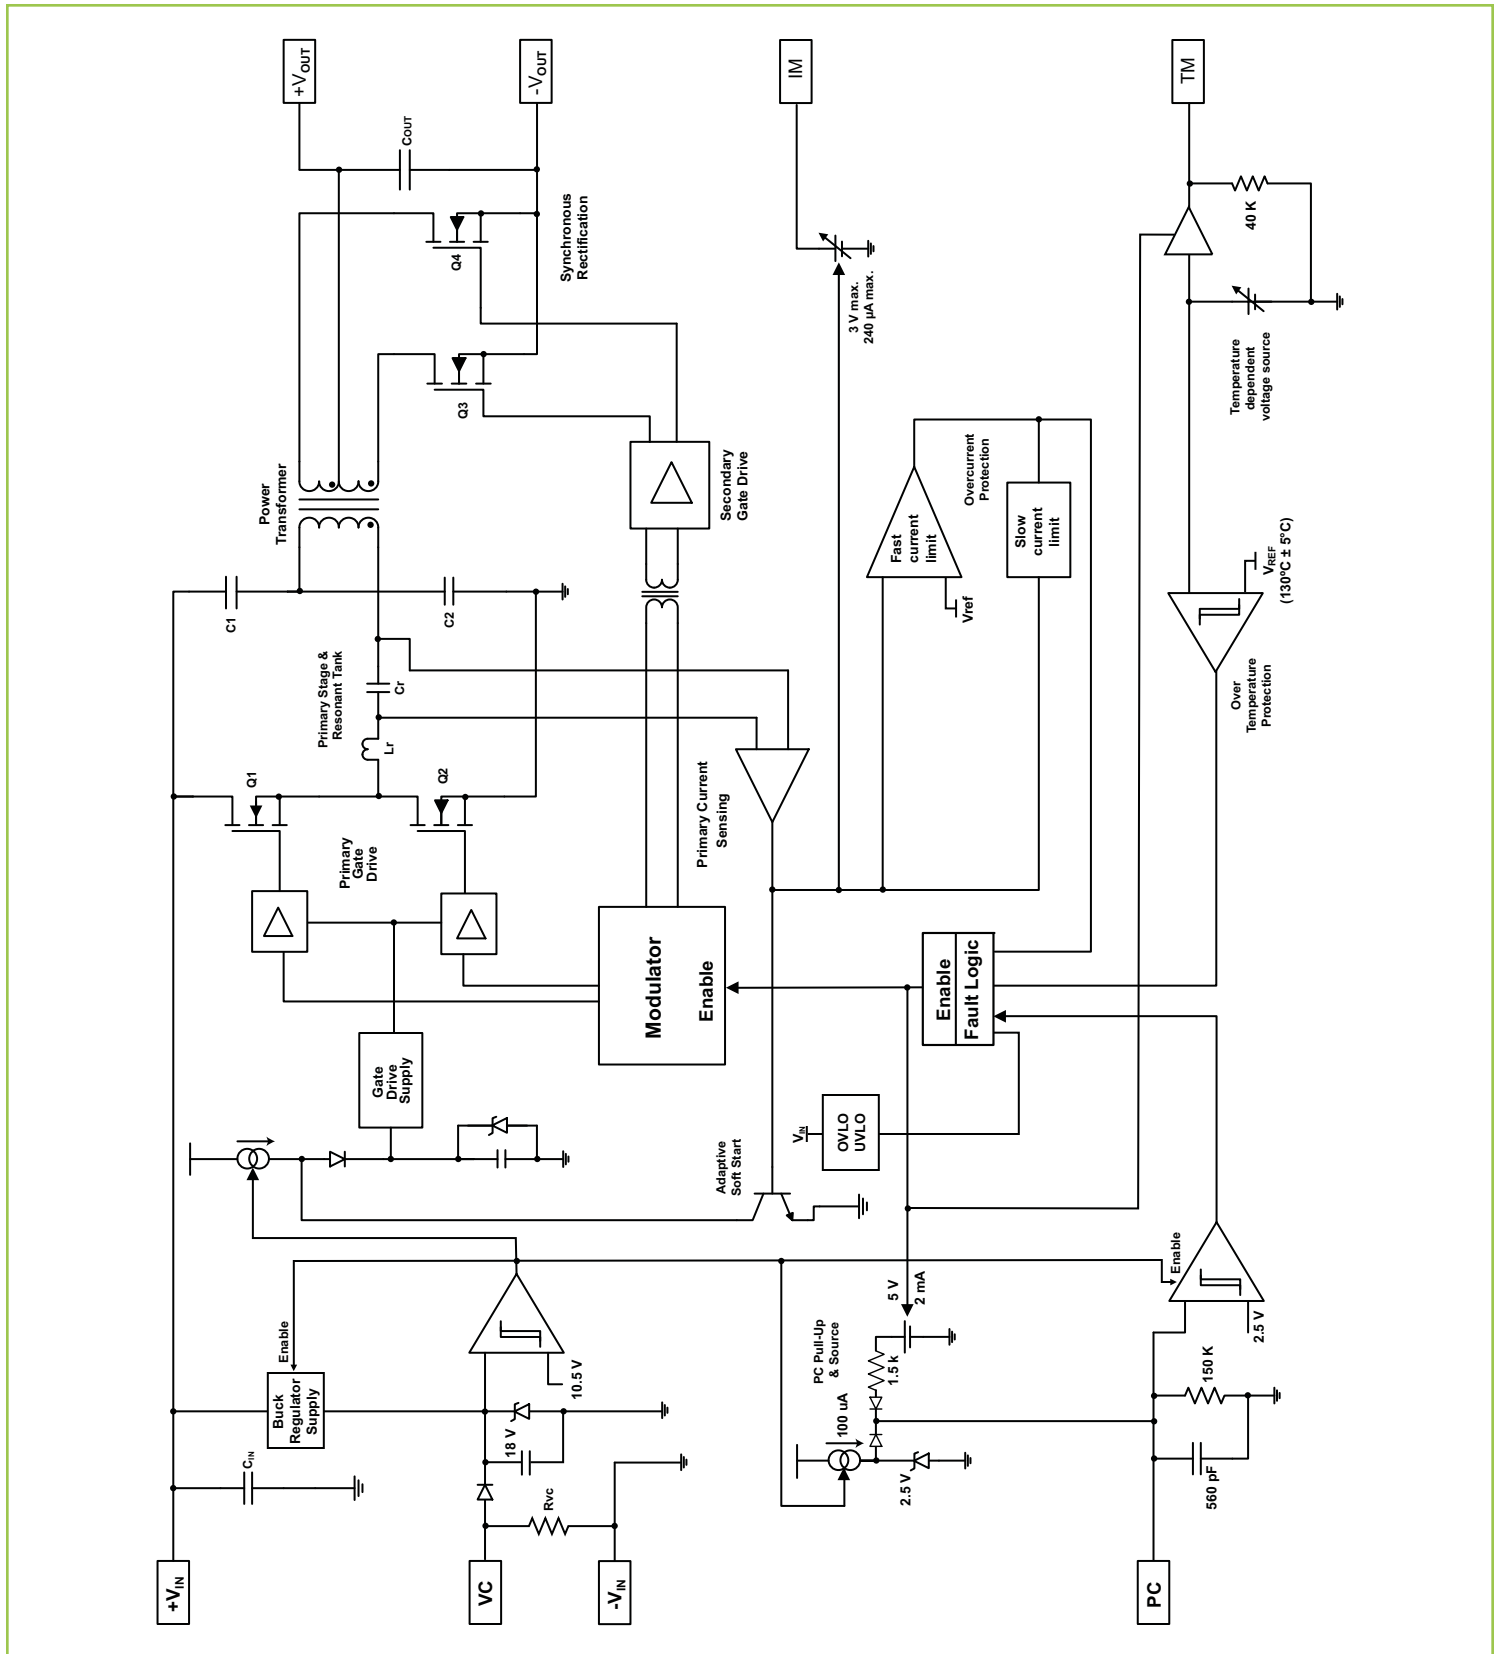 +VOUT
-VOUT
IM
TM
COUT
Q4
Synchronous
Rectification
3 V max.
240 µA max.
40 K
Temperature
dependent
voltage source
Q3
Power
Transformer
Secondary
Gate Drive
Overcurrent
Protection
Fast
current
limit
Slow
current
limit
Vref
VREF
(130ºC ± 5°C)
C1
C2
Primary Stage &
Resonant Tank
Cr
Lr
Over
Temperature
Protection
Q1
Q2
Primary Current
Sensing
Primary
Gate
Drive
Modulator
Enable
Enable
Fault Logic
Gate
Drive
Supply
VIN
OVLO
UVLO
Adaptive
Soft Start
Enable
Enable
5 V
2 mA
2.5 V
10.5 V
Buck
Regulator
Supply
PC Pull-Up
& Source
1.5 k
100 uA
150 K
18 V
CIN
2.5 V
560 pF
Rvc
+VIN
VC
-VIN
PC